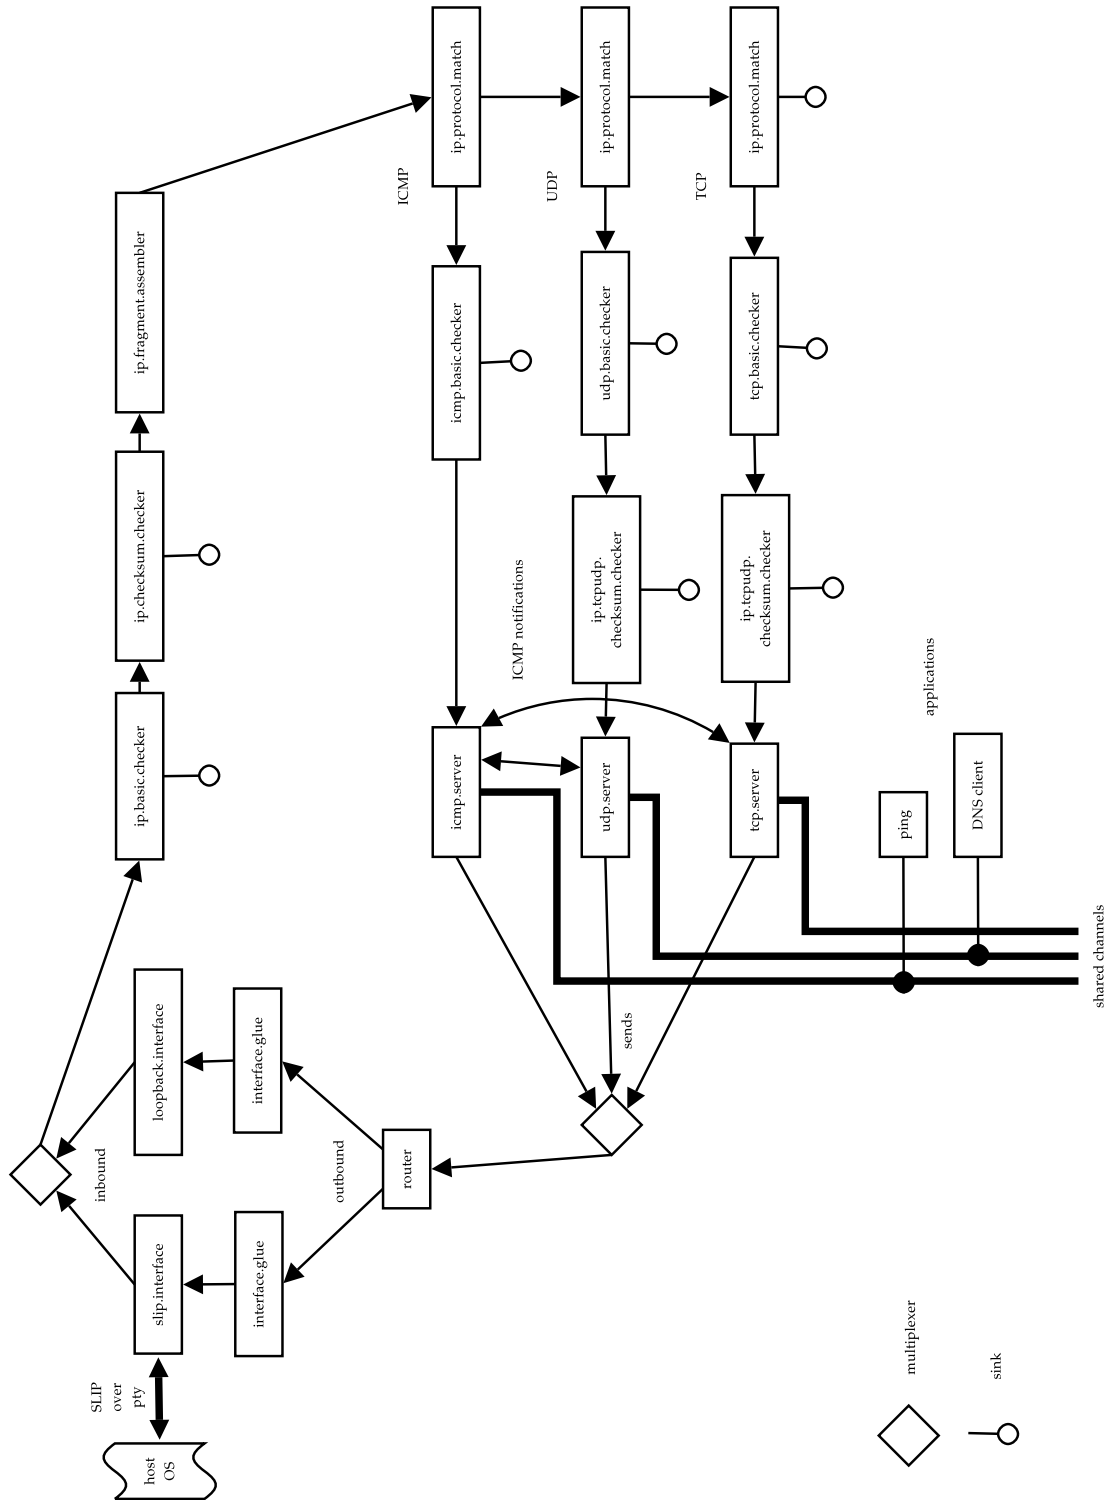 host
OS
SLIP
over
pty
slip.interface
interface.glue
loopback.interface
interface.glue
inbound
outbound
router
ip.basic.checker
ip.checksum.checker
ip.fragment.assembler
ip.protocol.match
ip.protocol.match
ip.protocol.match
ICMP
UDP
TCP
icmp.basic.checker
udp.basic.checker
tcp.basic.checker
ip.tcpudp.
checksum.checker
ip.tcpudp.
checksum.checker
ICMP notifications
icmp.server
udp.server
tcp.server
sends
applications
ping
DNS client
shared channels
multiplexer
sink